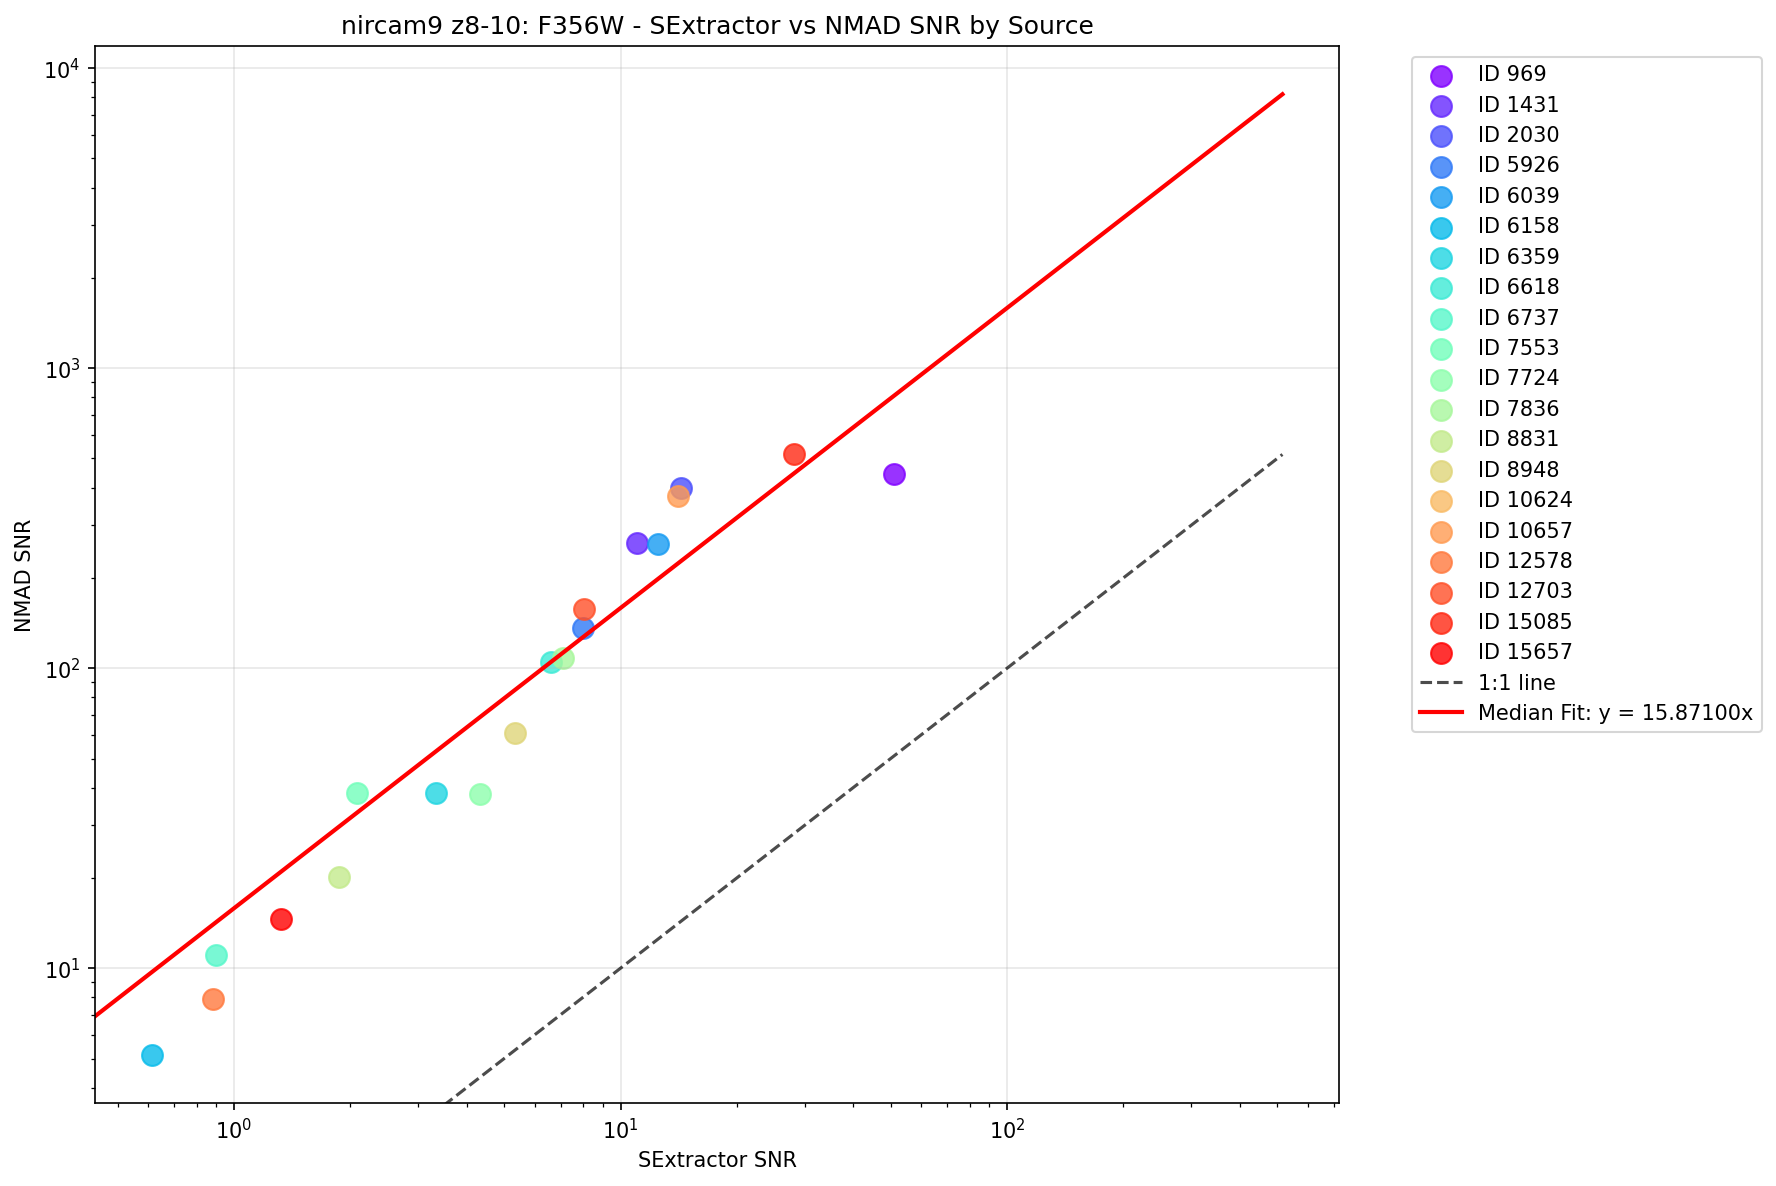 nircam9 z8-10: F356W - SExtractor vs NMAD SNR by Source
NMAD SNR
10^4
10^3
10^2
10^1
10^0
10^1
10^2
SExtractor SNR
ID 969
ID 1431
ID 2030
ID 5926
ID 6039
ID 6158
ID 6359
ID 6618
ID 6737
ID 7553
ID 7724
ID 7836
ID 8831
ID 8948
ID 10624
ID 10657
ID 12578
ID 12703
ID 15085
ID 15657
1:1 line
Median Fit: y = 15.87100x